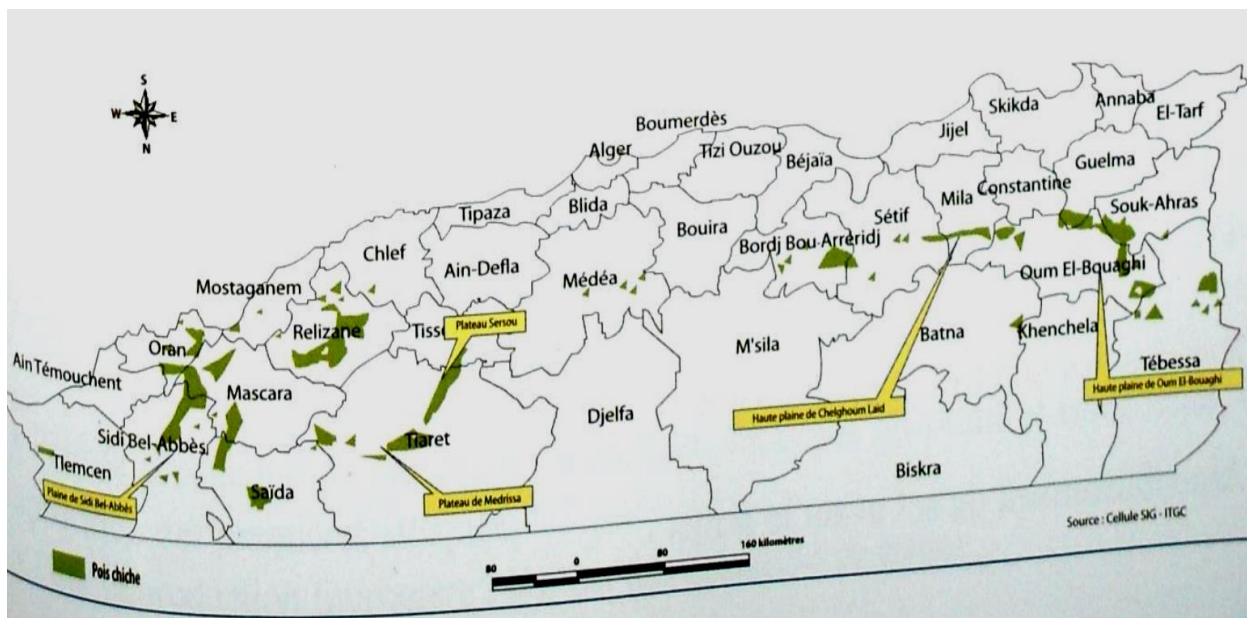 S
W E
N
Skikda
Annaba
El-Tarf
Boumerdès
Jijel
Alger
Tizi Ouzou
Béjaïa
Guelma
Mila
Constantine
Souk-Ahras
Tipaza
Blida
Bouira
Sétif
Bordj Bou-Arreridj
Chlef
Ain-Defla
Médéa
Oum El-Bouaghi
Mostaganem
Relizane
Tisse
Plateau Sersou
M'sila
Batna
Khenchela
Oran
Ain Témouchent
Mascara
Tébessa
Haute plaine de Oum El-Bouaghi
Haute plaine de Chelghoum Laid
Djelfa
Sidi Bel-Abbès
Tiaret
Tlemcen
Biskra
Plaine de Sidi Bel-Abbès
Saïda
Plateau de Medrissa
Source : Cellule SIG - ITGC
Pois chiche
80 0 80 160 kilomètres